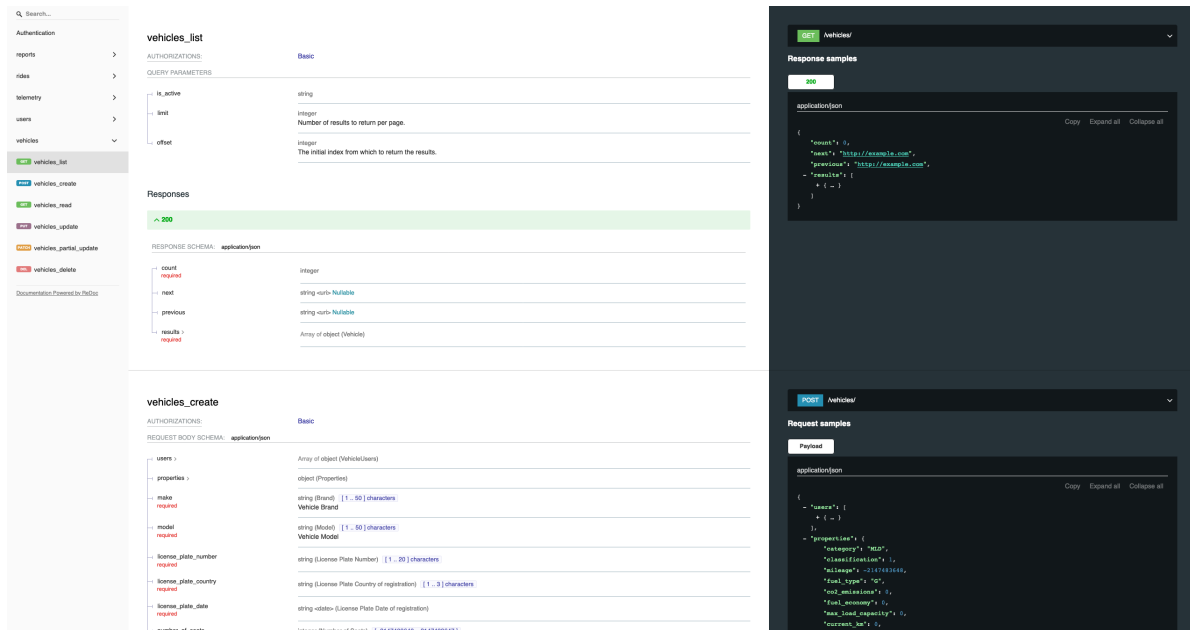 Search...
Authentication
reports
rides
telemetry
users
vehicles
GET vehicles_list
POST vehicles_create
GET vehicles_read
PUT vehicles_update
PATCH vehicles_partial_update
DEL vehicles_delete
Documentation Powered by ReDoc
vehicles_list
AUTHORIZATIONS: Basic
QUERY PARAMETERS
is_active string
limit integer
Number of results to return per page.
offset integer
The initial index from which to return the results.
Responses
200
RESPONSE SCHEMA: application/json
count integer
required
next string <uri> Nullable
previous string <uri> Nullable
results > Array of object (Vehicle)
required
GET /vehicles/
Response samples
200
application/json
Copy Expand all Collapse all
{
"count": 0,
"next": "http://example.com",
"previous": "http://example.com",
- "results": [
+ { … }
]
}
vehicles_create
AUTHORIZATIONS: Basic
REQUEST BODY SCHEMA: application/json
users > Array of object (VehicleUsers)
properties > object (Properties)
make string (Brand) [ 1 .. 50 ] characters
required Vehicle Brand
model string (Model) [ 1 .. 50 ] characters
required Vehicle Model
license_plate_number string (License Plate Number) [ 1 .. 20 ] characters
required
license_plate_country string (License Plate Country of registration) [ 1 .. 3 ] characters
required
license_plate_date string <date> (License Plate Date of registration)
required
POST /vehicles/
Request samples
Payload
application/json
Copy Expand all Collapse all
{
- "users": [
+ { … }
],
- "properties": {
"category": "MLD",
"classification": 1,
"mileage": -2147483648,
"fuel_type": "G",
"co2_emissions": 0,
"fuel_economy": 0,
"max_load_capacity": 0,
"current_km": 0,